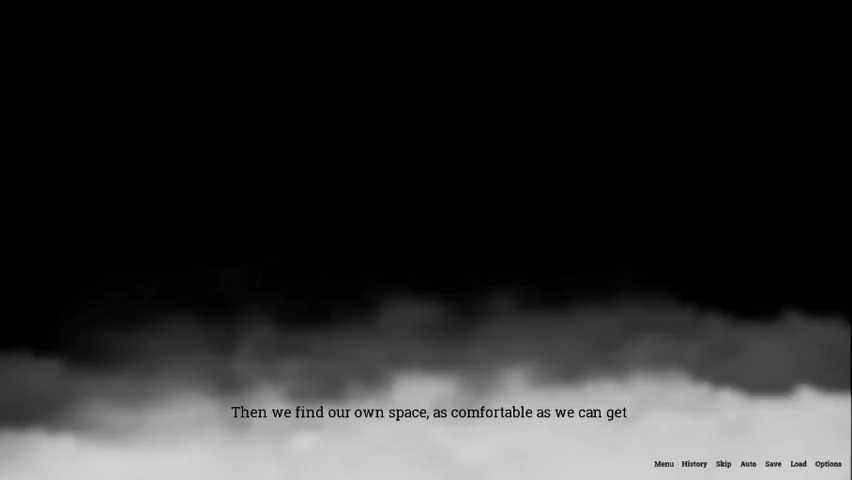 Then we find our own space, as comfortable as we can get
Menu History Skip Auto Save Load Options